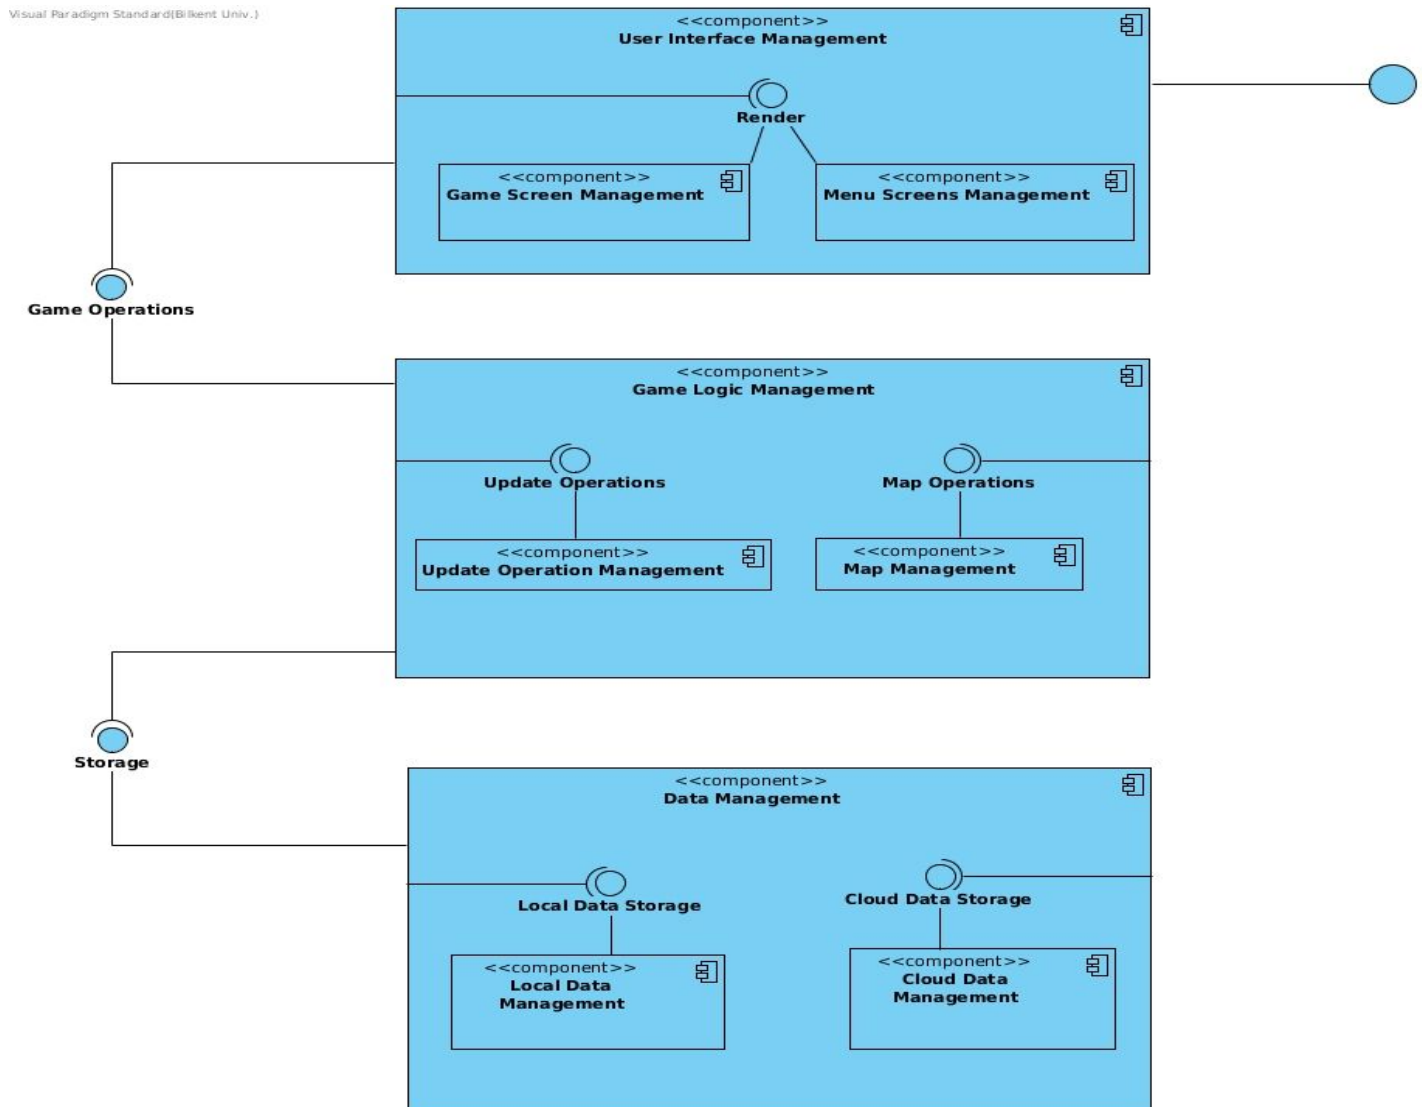 Visual Paradigm Standard(Bilkent Univ.)
<<component>>
User Interface Management
Render
<<component>>
Game Screen Management
<<component>>
Menu Screens Management
Game Operations
<<component>>
Game Logic Management
Update Operations
Map Operations
<<component>>
Update Operation Management
<<component>>
Map Management
Storage
<<component>>
Data Management
Local Data Storage
Cloud Data Storage
<<component>>
Local Data
Management
<<component>>
Cloud Data
Management